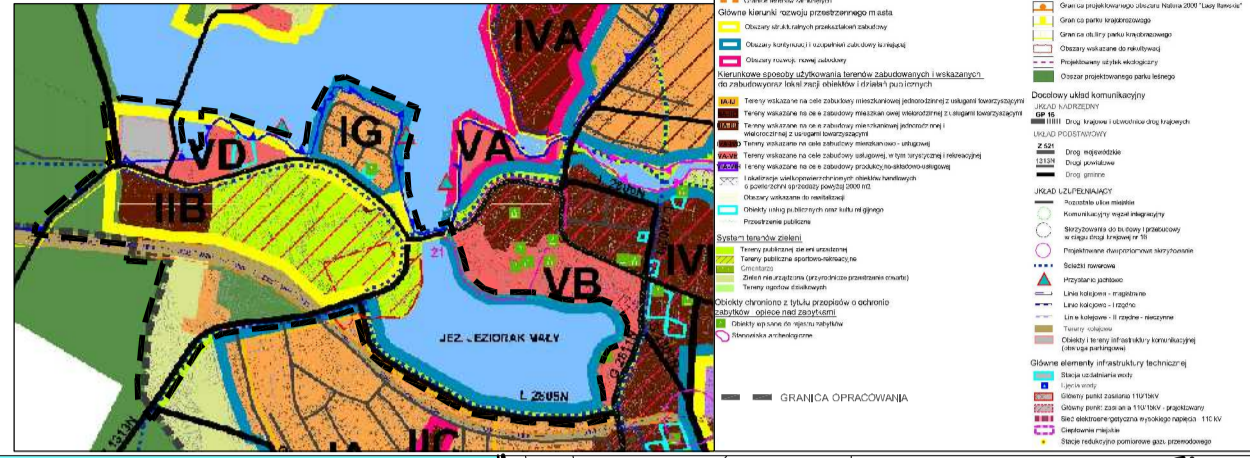 IVA
IG
VA
VD
IIB
21
VB
JEZ. JEZIORAK MAŁY
Główne kierunki rozwoju przestrzennego miasta
Obszary strukturalnych przekształceń zabudowy
Obszary kontynuacji i uzupełnień zabudowy istniejącej
Obszary rozwoju nowej zabudowy
Kierunkowe sposoby użytkowania terenów zabudowanych i wskazanych
do zabudowy oraz lokalizacji obiektów i działań publicznych
Tereny wskazane na cele zabudowy mieszkaniowej jednorodzinnej z usługami towarzyszącymi
Tereny wskazane na cele zabudowy mieszkaniowej wielorodzinnej z usługami towarzyszącymi
Tereny wskazane na cele zabudowy mieszkaniowej jednorodzinnej i
wielorodzinnej z usługami towarzyszącymi
Tereny wskazane na cele zabudowy mieszkaniowo - usługowej
Tereny wskazane na cele zabudowy usługowej, w tym turystycznej i rekreacyjnej
Tereny wskazane na cele zabudowy produkcyjno-składowo-usługowej
Lokalizacje wielkopowierzchniowych obiektów handlowych
o powierzchni sprzedaży powyżej 2000 m2
Obszary wskazane do rewitalizacji
Obiekty usług publicznych oraz kultu religijnego
Przestrzenie publiczne
System terenów zieleni
Tereny publicznej zieleni urządzonej
Tereny publiczne sportowo-rekreacyjne
Cmentarze
Zieleń nieurządzona (przyrodnicze przestrzenie otwarte)
Tereny ogrodów działkowych
Obiekty chronione z tytułu przepisów o ochronie
zabytków i opiece nad zabytkami
Obiekty wpisane do rejestru zabytków
Stanowiska archeologiczne
GRANICA OPRACOWANIA
Granica projektowanego obszaru Natura 2000 "Lasy Iławskie"
Granica parku krajobrazowego
Granica otuliny parku krajobrazowego
Obszary wskazane do rekultywacji
Projektowany użytek ekologiczny
Obszar projektowanego parku leśnego
Docelowy układ komunikacyjny
UKŁAD NADRZĘDNY
GP 16
Drogi krajowe i obwodnice dróg krajowych
UKŁAD PODSTAWOWY
Z 521
Drogi wojewódzkie
1313N
Drogi powiatowe
Drogi gminne
UKŁAD UZUPEŁNIAJĄCY
Pozostałe ulice miejskie
Komunikacyjny węzeł integracyjny
Skrzyżowania do budowy i przebudowy
w ciągu drogi krajowej nr 16
Projektowane dwupoziomowe skrzyżowanie
Ścieżki rowerowe
Przystanie jachtowe
Linie kolejowe - magistralne
Linie kolejowe - I rzędne
Linie kolejowe - II rzędne - nieczynne
Tereny kolejowe
Obiekty i tereny infrastruktury komunikacyjnej
(obsługa parkingowa)
Główne elementy infrastruktury technicznej
Stacja uzdatniania wody
Ujęcia wody
Główny punkt zasilania 110/15kV
Główny punkt zasilania 110/15kV - projektowany
Sieć elektroenergetyczna wysokiego napięcia - 110 kV
Ciepłownie miejskie
Stacje redukcyjno pomiarowe gazu przewodowego